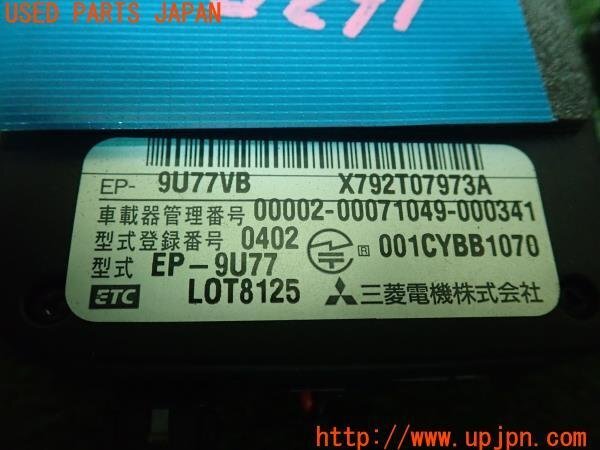 USED PARTS JAPAN
EP- 9U77VB X792T07973A
車載器管理番号 00002-00071049-000341
型式登録番号 0402 R 001CYBB1070
型式 EP-9U77
ETC LOT8125 三菱電機株式会社
http://www.upjpn.com/